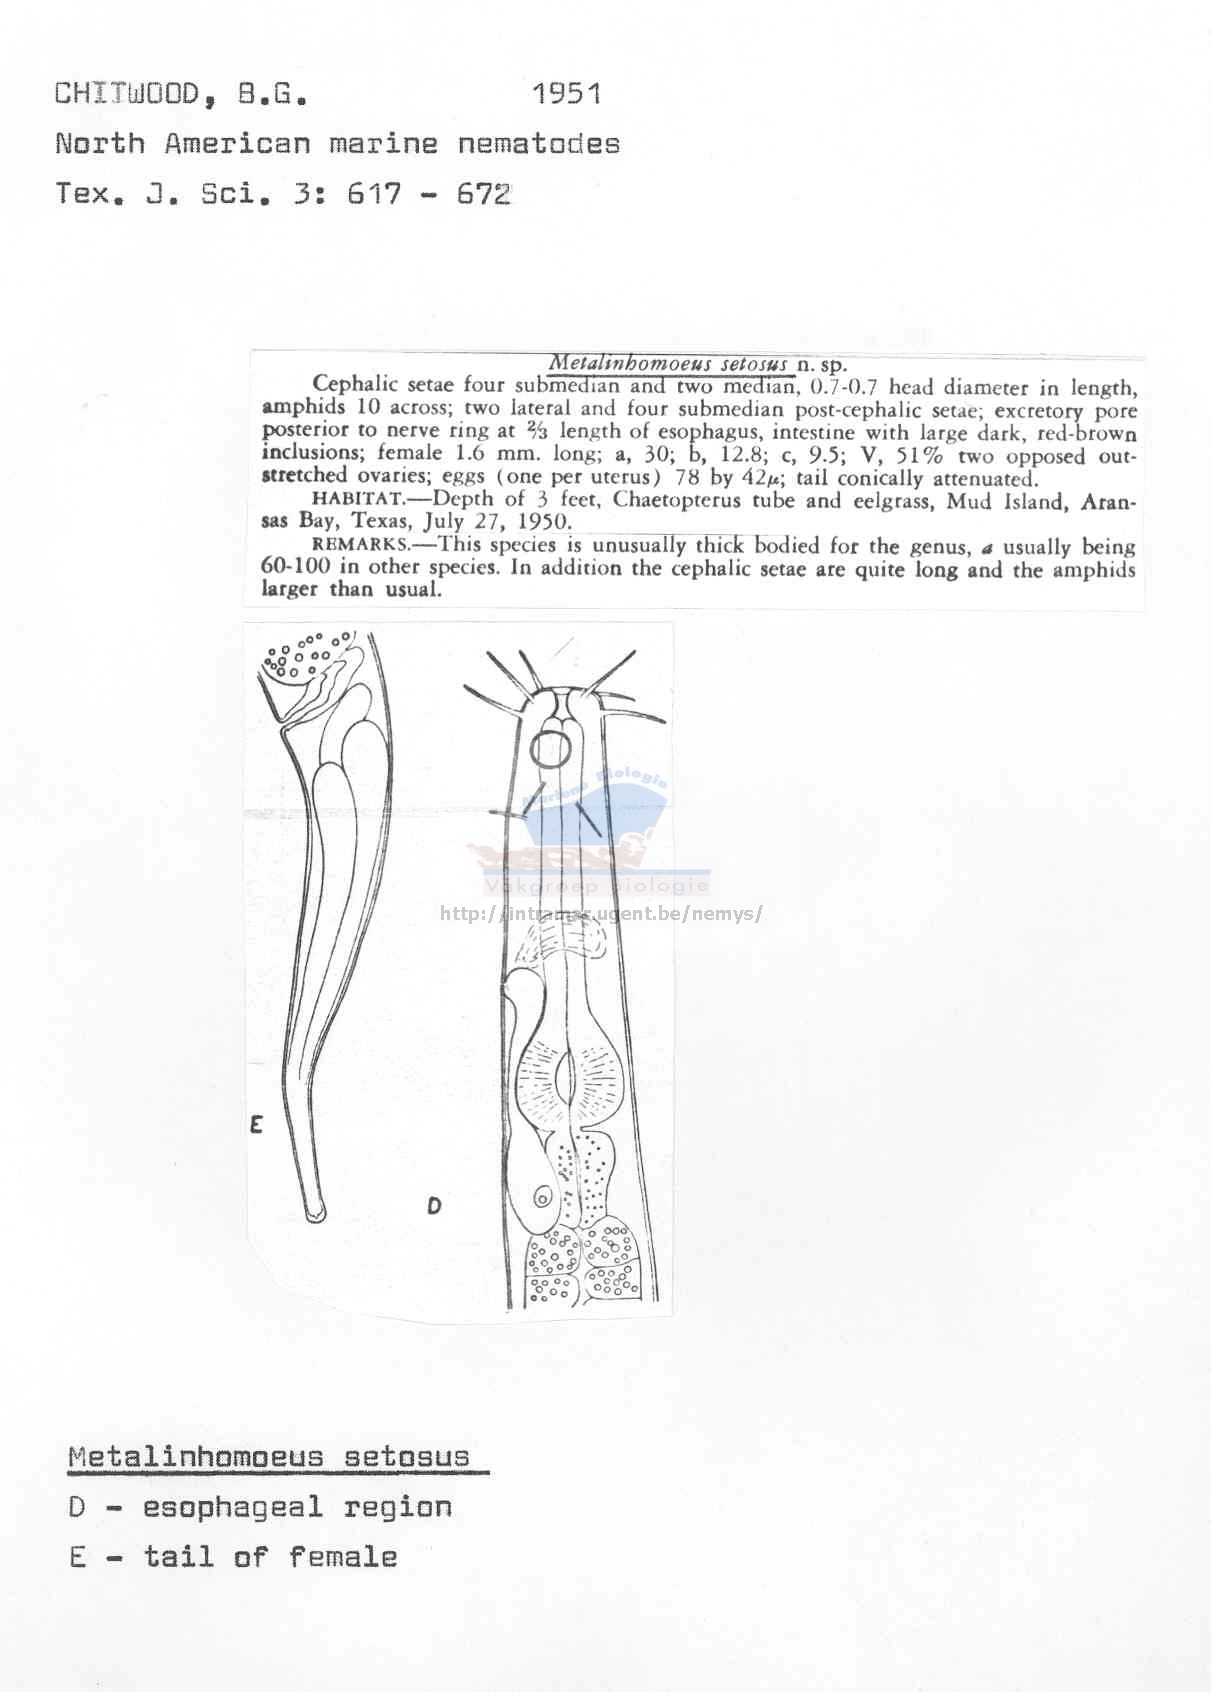 CHITWOOD, B.G. 1951
North American marine nematodes
Tex. J. Sci. 3: 617 - 672
Metalinhomoeus setosus n. sp.
Cephalic setae four submedian and two median, 0.7-0.7 head diameter in length,
amphids 10 across; two lateral and four submedian post-cephalic setae; excretory pore
posterior to nerve ring at ⅔ length of esophagus, intestine with large dark, red-brown
inclusions; female 1.6 mm. long; a, 30; b, 12.8; c, 9.5; V, 51% two opposed out-
stretched ovaries; eggs (one per uterus) 78 by 42μ; tail conically attenuated.
HABITAT.—Depth of 3 feet, Chaetopterus tube and eelgrass, Mud Island, Aran-
sas Bay, Texas, July 27, 1950.
REMARKS.—This species is unusually thick bodied for the genus, a usually being
60-100 in other species. In addition the cephalic setae are quite long and the amphids
larger than usual.
Mariene Biologie
Vakgroep Biologie
http://intramar.ugent.be/nemys/
E
D
Metalinhomoeus setosus
D - esophageal region
E - tail of female